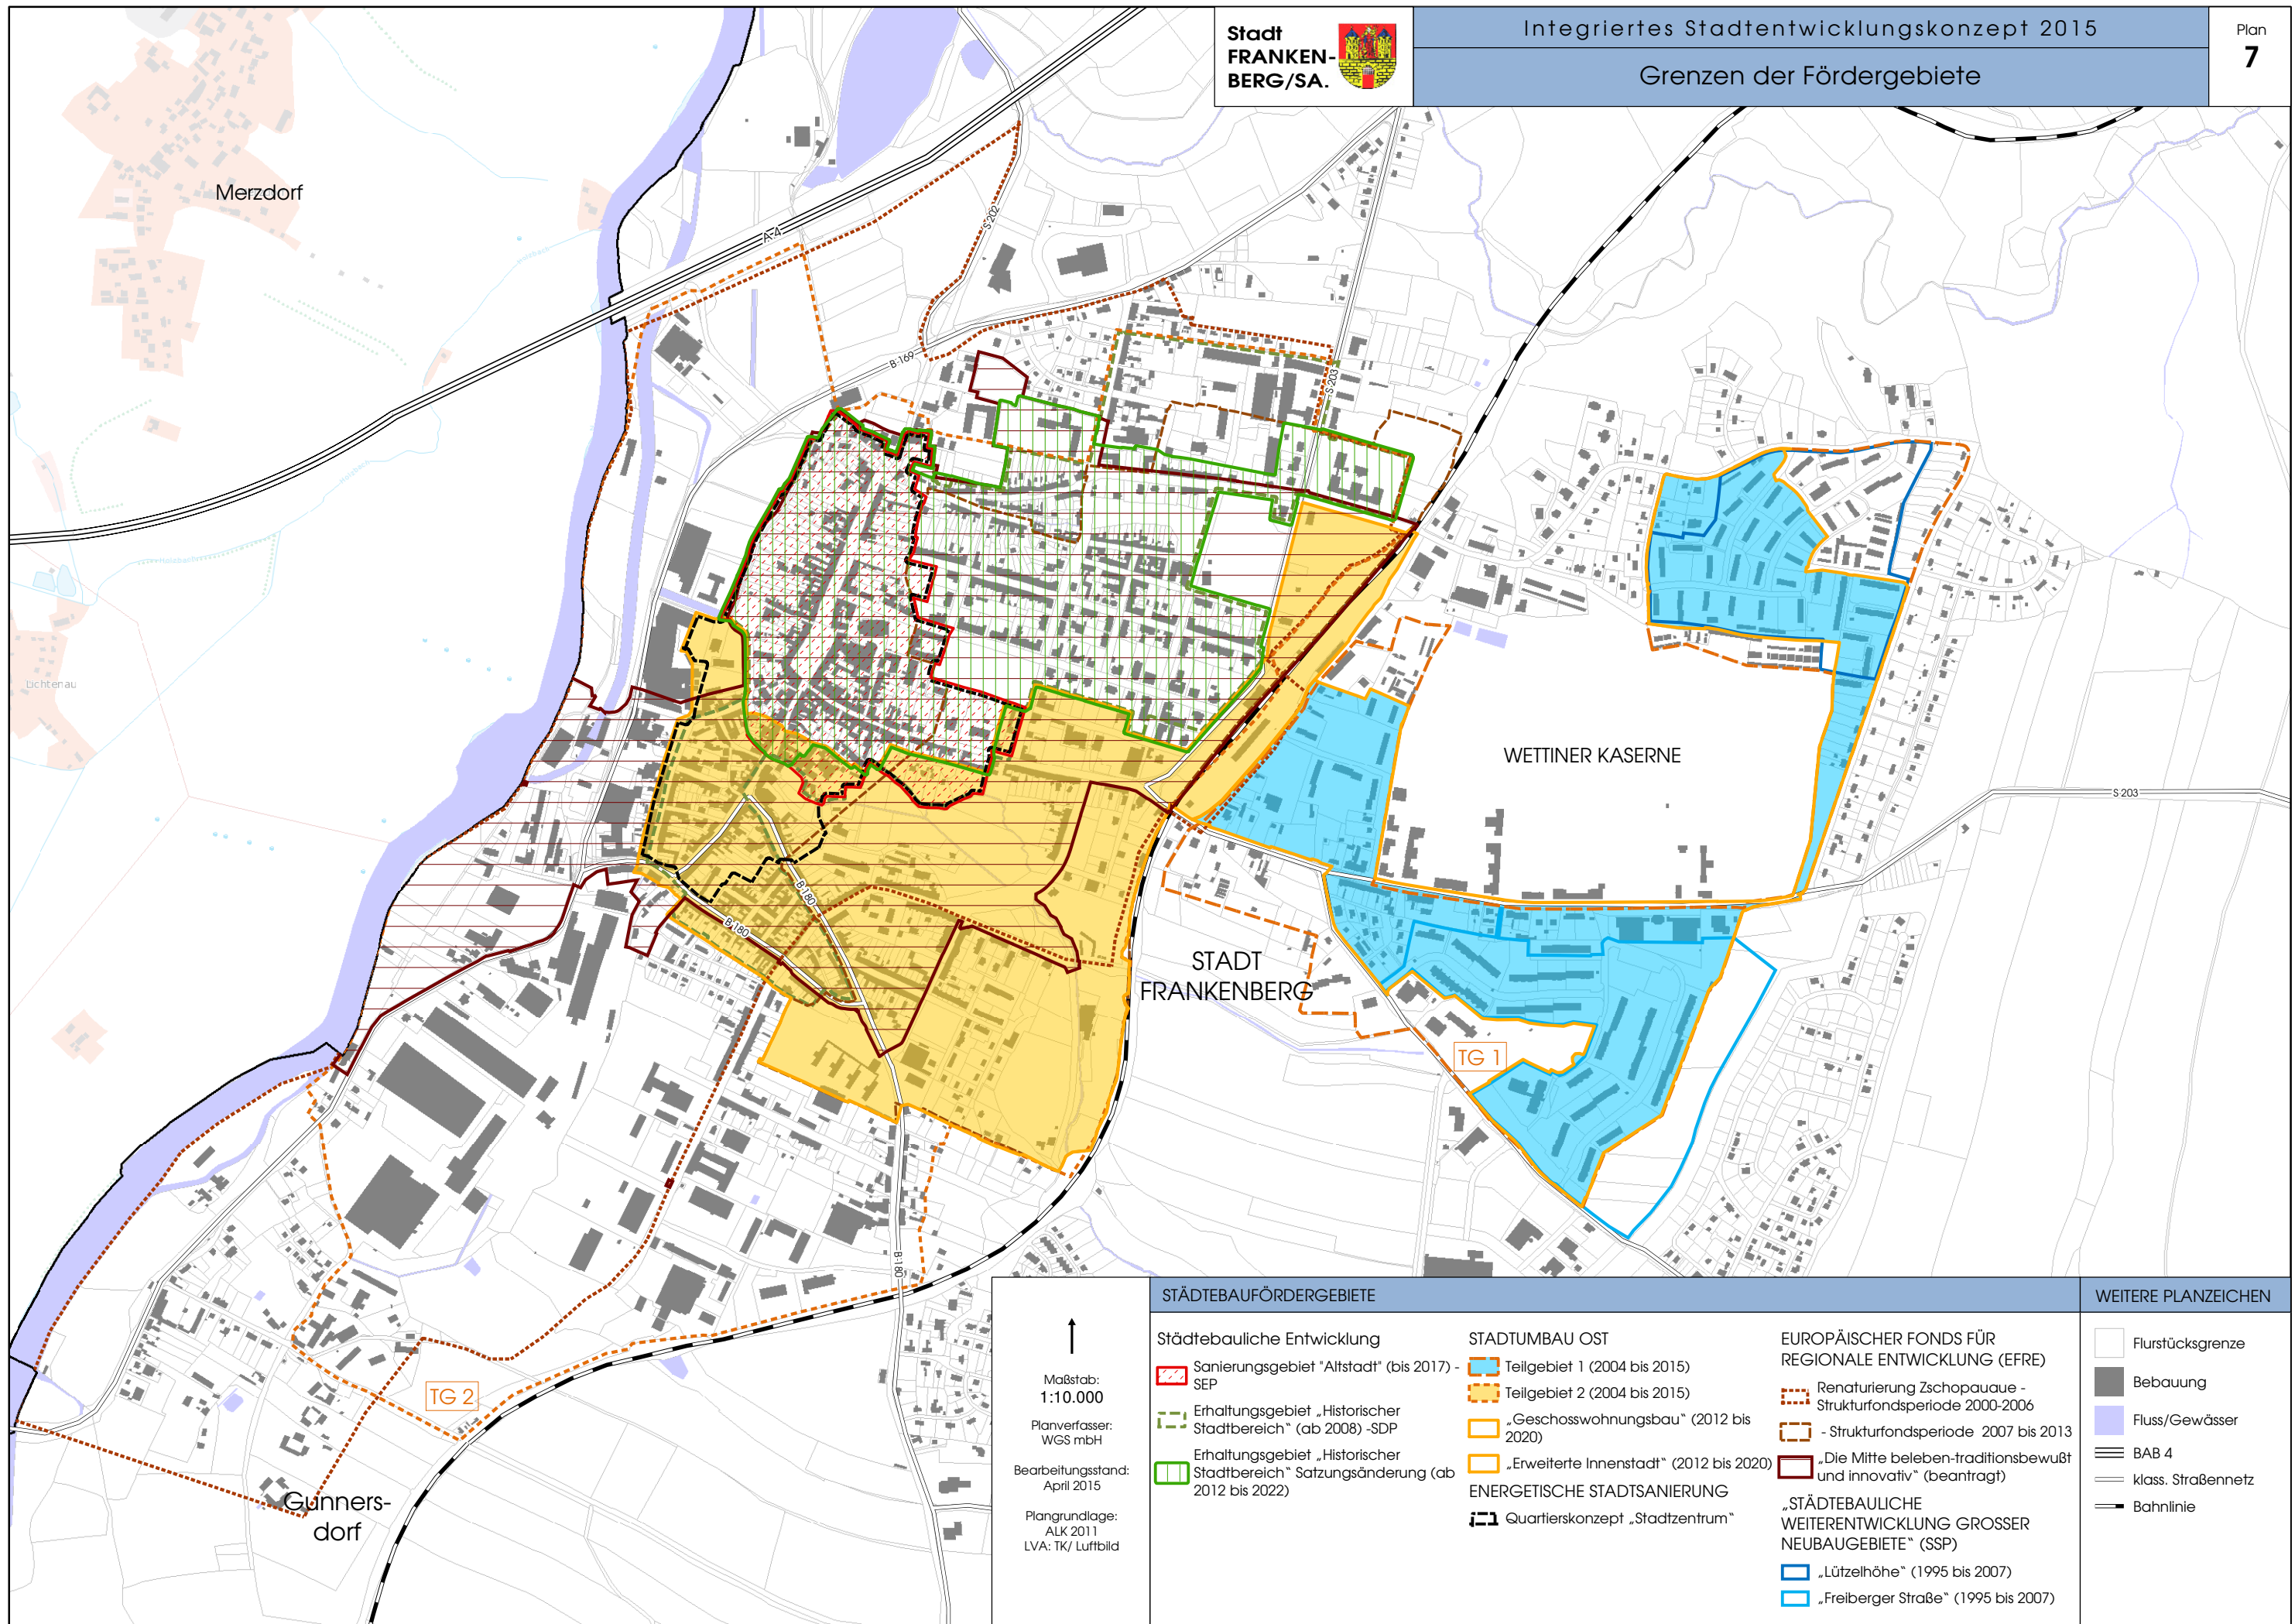 Stadt
FRANKEN-
BERG/SA.
Integriertes Stadtentwicklungskonzept 2015
Grenzen der Fördergebiete
Plan
7
Merzdorf
A 4
S 202
B 169
S 203
Lichtenau
WETTINER KASERNE
S 203
B 180
B 180
STADT
FRANKENBERG
TG 1
B 180
TG 2
Gunners-
dorf
Maßstab:
1:10.000
Planverfasser:
WGS mbH
Bearbeitungsstand:
April 2015
Plangrundlage:
ALK 2011
LVA: TK/ Luftbild
STÄDTEBAUFÖRDERGEBIETE
Städtebauliche Entwicklung
Sanierungsgebiet "Altstadt" (bis 2017) -
SEP
Erhaltungsgebiet „Historischer
Stadtbereich“ (ab 2008) -SDP
Erhaltungsgebiet „Historischer
Stadtbereich“ Satzungsänderung (ab
2012 bis 2022)
STADTUMBAU OST
Teilgebiet 1 (2004 bis 2015)
Teilgebiet 2 (2004 bis 2015)
„Geschosswohnungsbau“ (2012 bis
2020)
„Erweiterte Innenstadt“ (2012 bis 2020)
ENERGETISCHE STADTSANIERUNG
Quartierskonzept „Stadtzentrum“
EUROPÄISCHER FONDS FÜR
REGIONALE ENTWICKLUNG (EFRE)
Renaturierung Zschopauaue -
Strukturfondsperiode 2000-2006
- Strukturfondsperiode 2007 bis 2013
„Die Mitte beleben-traditionsbewußt
und innovativ“ (beantragt)
„STÄDTEBAULICHE
WEITERENTWICKLUNG GROSSER
NEUBAUGEBIETE“ (SSP)
„Lützelhöhe“ (1995 bis 2007)
„Freiberger Straße“ (1995 bis 2007)
WEITERE PLANZEICHEN
Flurstücksgrenze
Bebauung
Fluss/Gewässer
BAB 4
klass. Straßennetz
Bahnlinie